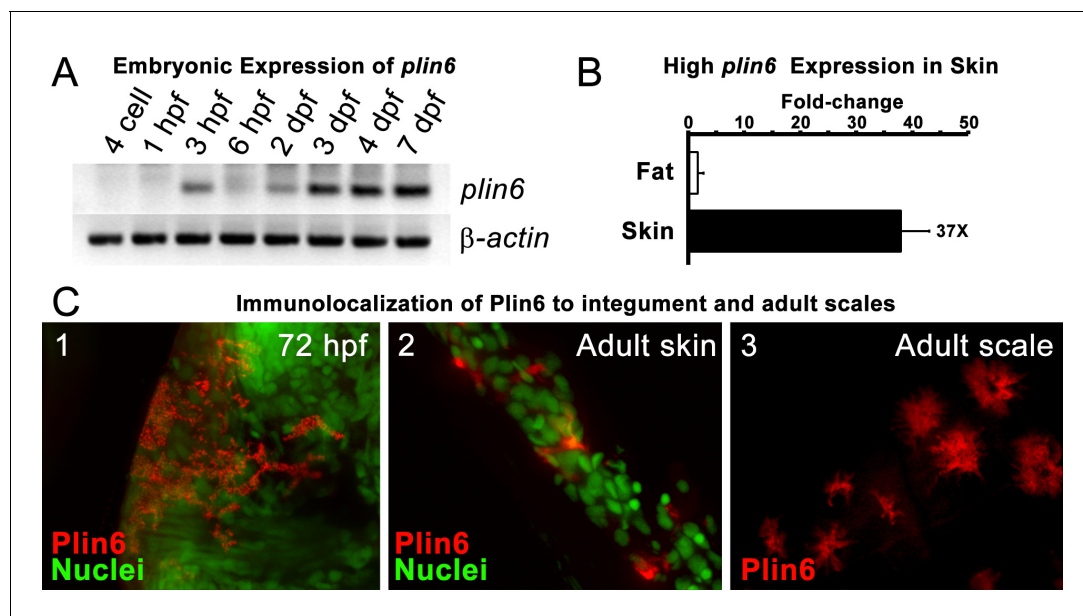 A
Embryonic Expression of plin6
4 cell
1 hpf
3 hpf
6 hpf
2 dpf
3 dpf
4 dpf
7 dpf
plin6
β-actin
B
High plin6 Expression in Skin
Fold-change
0 10 20 30 40 50
Fat
Skin
37X
C
Immunolocalization of Plin6 to integument and adult scales
1
72 hpf
Plin6
Nuclei
2
Adult skin
Plin6
Nuclei
3
Adult scale
Plin6